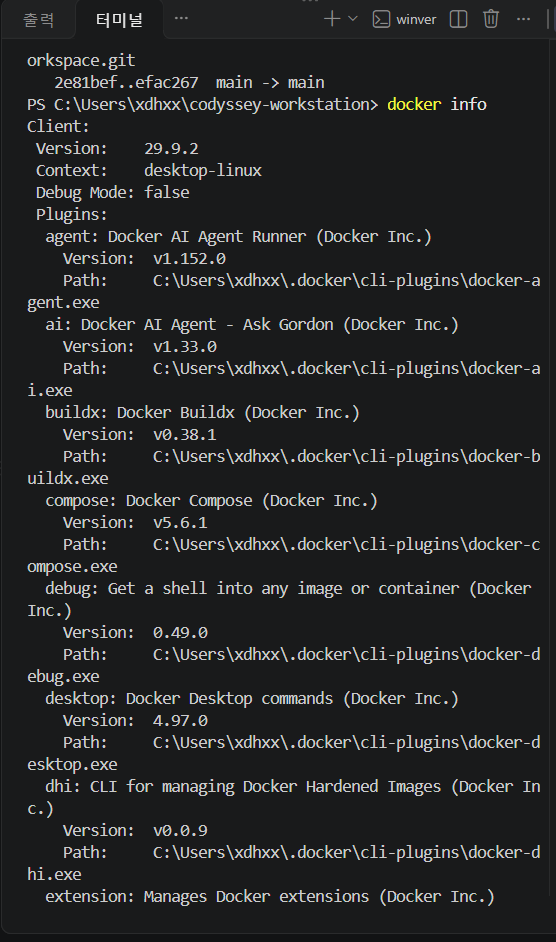 출력 터미널 ··· winver ···
orkspace.git
2e81bef..efac267 main -> main
PS C:\Users\xdhxx\codyssey-workstation> docker info
Client:
Version: 29.9.2
Context: desktop-linux
Debug Mode: false
Plugins:
agent: Docker AI Agent Runner (Docker Inc.)
Version: v1.152.0
Path: C:\Users\xdhxx\.docker\cli-plugins\docker-a
gent.exe
ai: Docker AI Agent - Ask Gordon (Docker Inc.)
Version: v1.33.0
Path: C:\Users\xdhxx\.docker\cli-plugins\docker-a
i.exe
buildx: Docker Buildx (Docker Inc.)
Version: v0.38.1
Path: C:\Users\xdhxx\.docker\cli-plugins\docker-b
uildx.exe
compose: Docker Compose (Docker Inc.)
Version: v5.6.1
Path: C:\Users\xdhxx\.docker\cli-plugins\docker-c
ompose.exe
debug: Get a shell into any image or container (Docker
Inc.)
Version: 0.49.0
Path: C:\Users\xdhxx\.docker\cli-plugins\docker-d
ebug.exe
desktop: Docker Desktop commands (Docker Inc.)
Version: 4.97.0
Path: C:\Users\xdhxx\.docker\cli-plugins\docker-d
esktop.exe
dhi: CLI for managing Docker Hardened Images (Docker In
c.)
Version: v0.0.9
Path: C:\Users\xdhxx\.docker\cli-plugins\docker-d
hi.exe
extension: Manages Docker extensions (Docker Inc.)